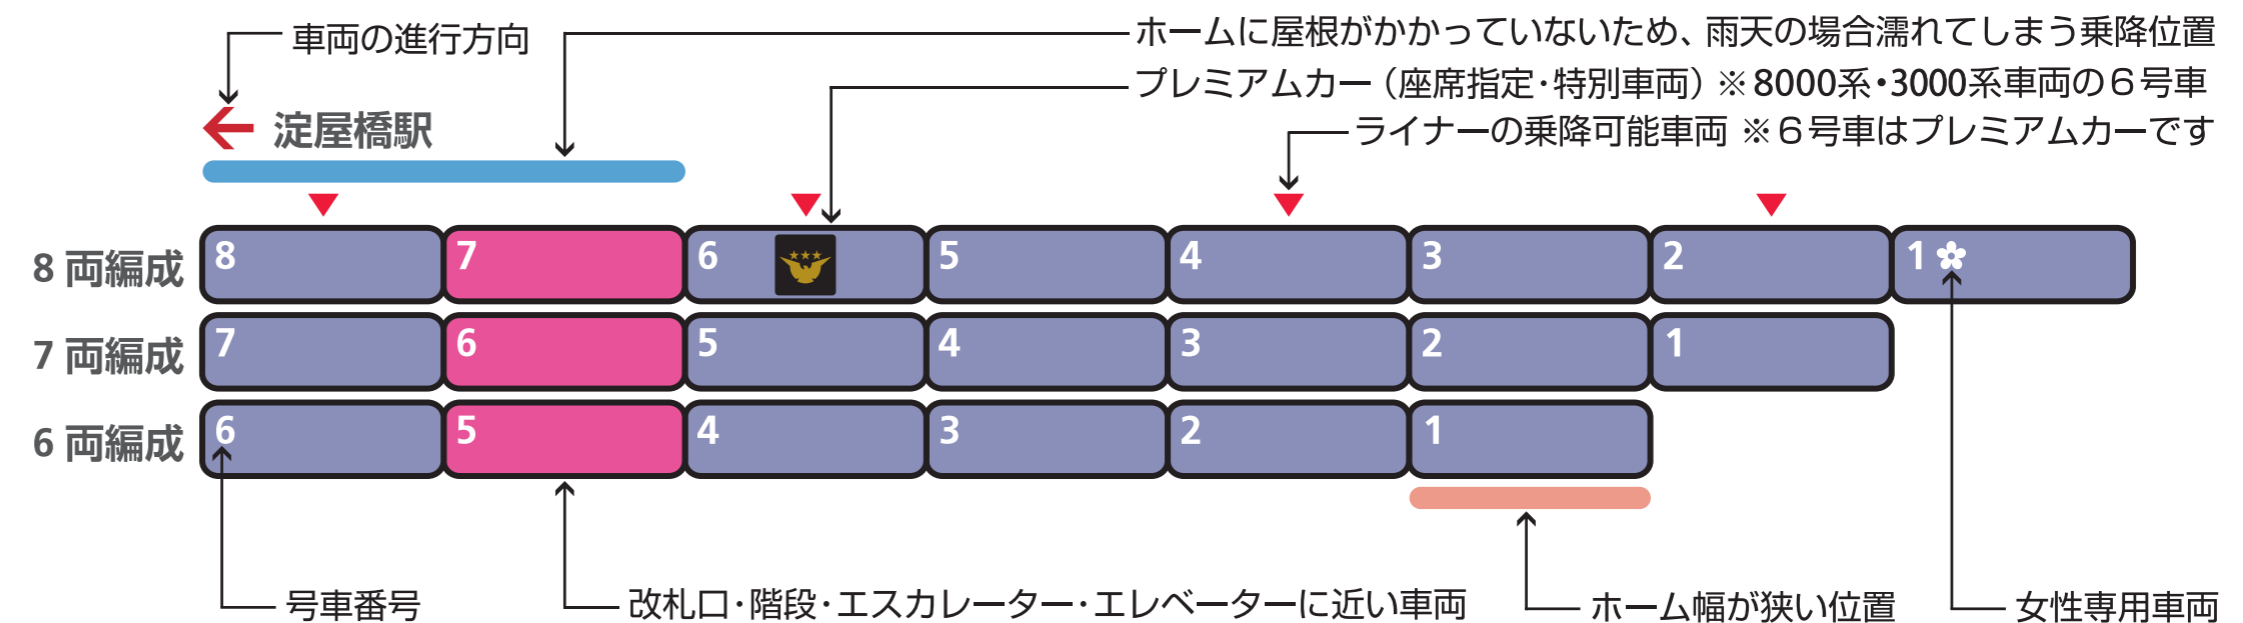 車両の進行方向
ホームに屋根がかかっていないため、雨天の場合濡れてしまう乗降位置
プレミアムカー（座席指定・特別車両）※8000系・3000系車両の６号車
淀屋橋駅
ライナーの乗降可能車両 ※６号車はプレミアムカーです
8 両編成
8 7 6 5 4 3 2 1
7 両編成
7 6 5 4 3 2 1
6 両編成
6 5 4 3 2 1
号車番号
改札口・階段・エスカレーター・エレベーターに近い車両
ホーム幅が狭い位置
女性専用車両